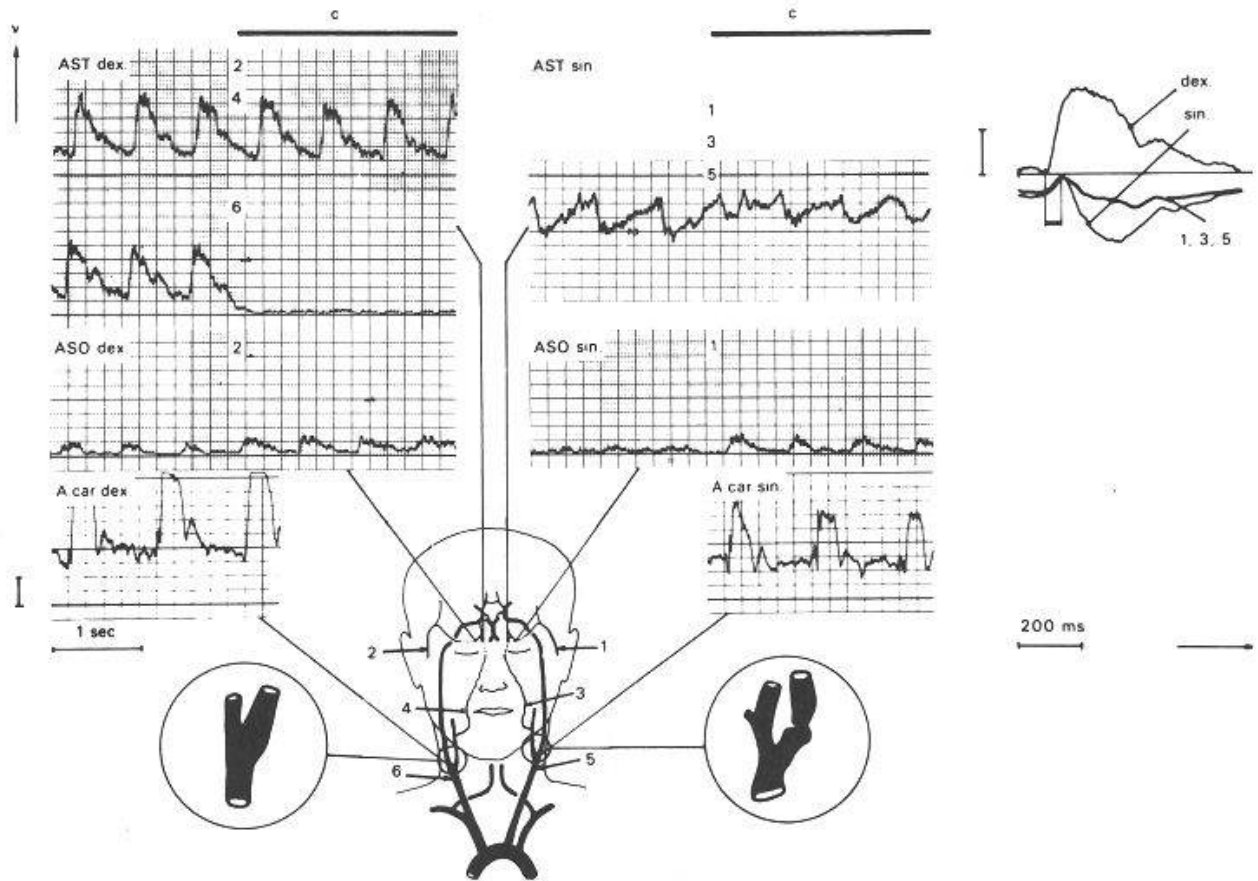 c
c
v
AST dex.
2
4
6
AST sin
1
3
5
dex.
sin.
1, 3, 5
ASO dex.
2
ASO sin.
1
A car dex
A car sin.
1 sec
200 ms
2
1
4
3
6
5